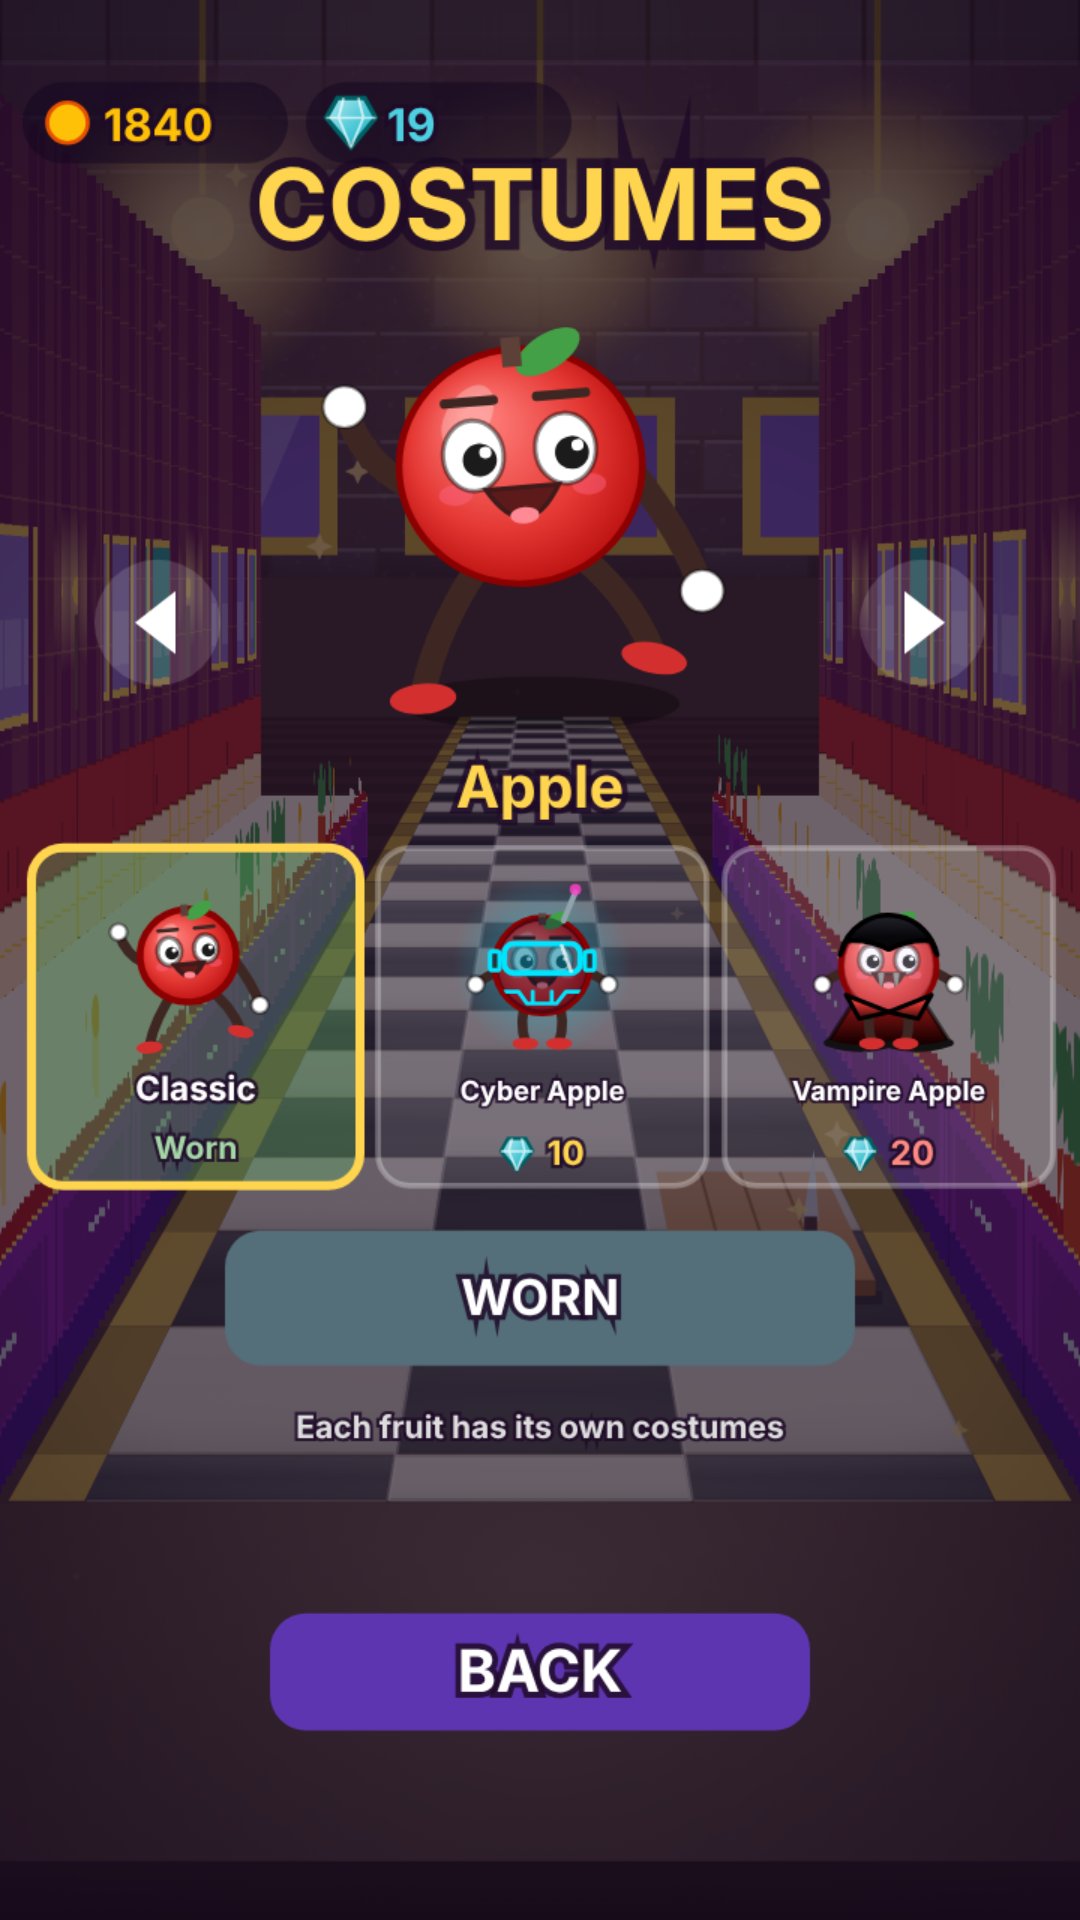 1840
19
COSTUMES
Apple
Classic
Worn
Cyber Apple
10
Vampire Apple
20
WORN
Each fruit has its own costumes
BACK